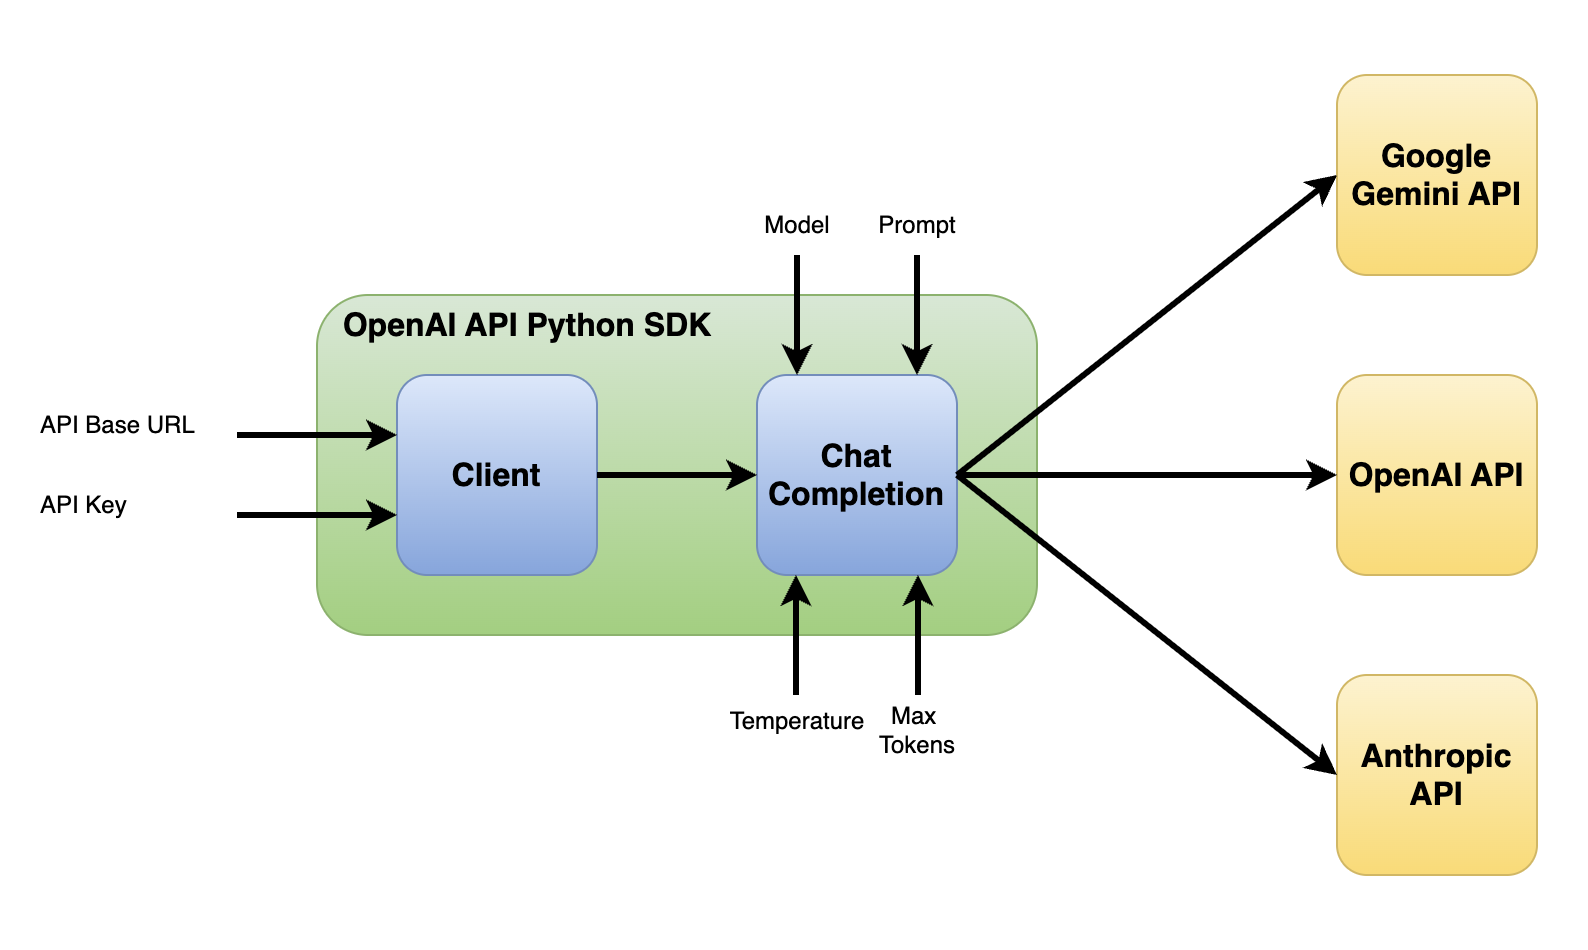 Google
Gemini API
Model
Prompt
OpenAI API Python SDK
API Base URL
API Key
Client
Chat
Completion
OpenAI API
Temperature
Max
Tokens
Anthropic
API